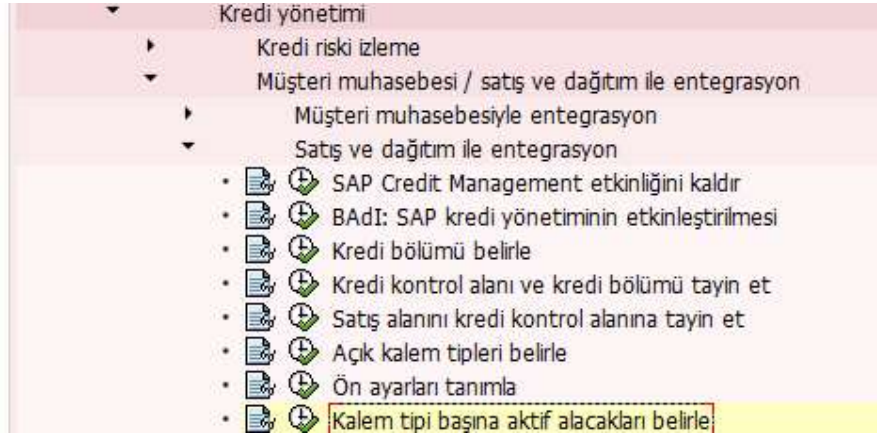 Kredi yönetimi
Kredi riski izleme
Müşteri muhasebesi / satış ve dağıtım ile entegrasyon
Müşteri muhasebesiyle entegrasyon
Satış ve dağıtım ile entegrasyon
SAP Credit Management etkinliğini kaldır
BAdI: SAP kredi yönetiminin etkinleştirilmesi
Kredi bölümü belirle
Kredi kontrol alanı ve kredi bölümü tayin et
Satış alanını kredi kontrol alanına tayin et
Açık kalem tipleri belirle
Ön ayarları tanımla
Kalem tipi başına aktif alacakları belirle